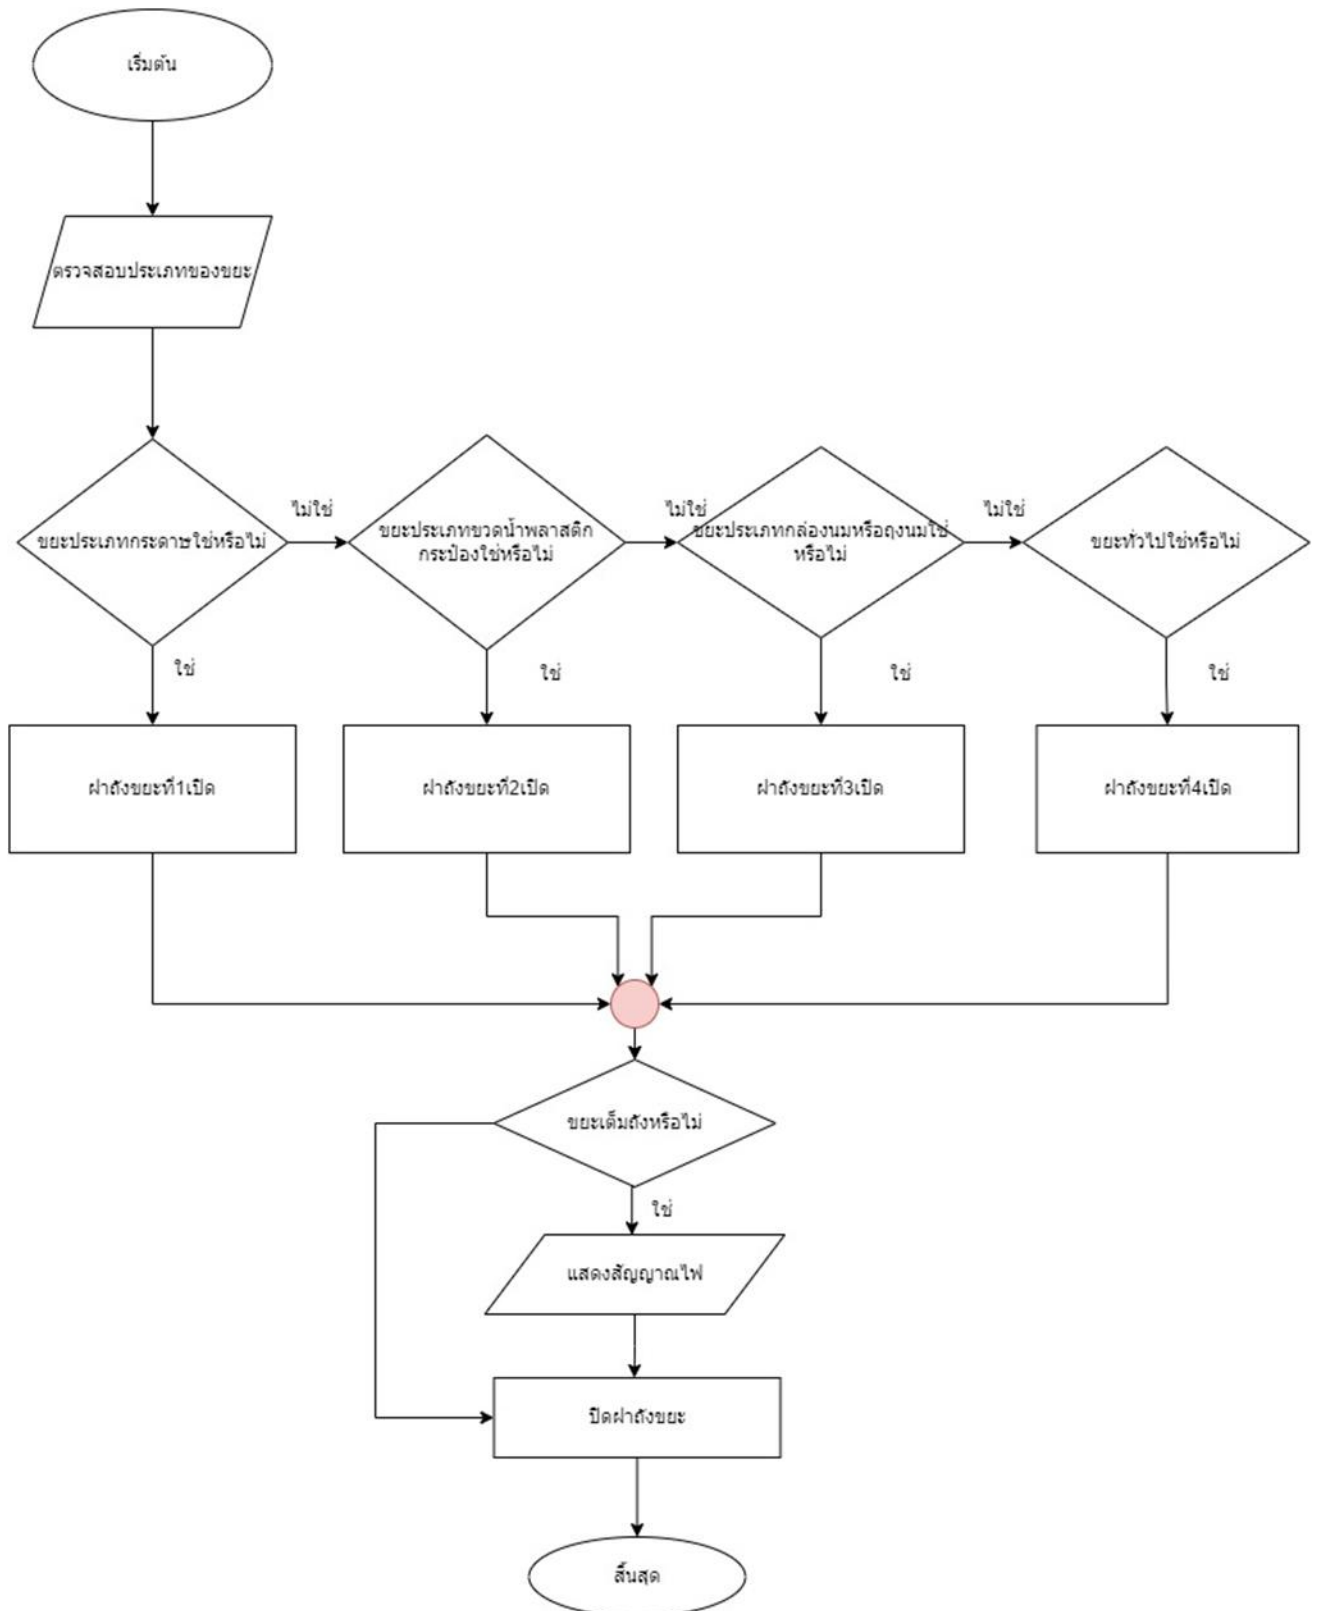 เริ่มต้น
ตรวจสอบประเภทของขยะ
ขยะประเภทกระดาษใช่หรือไม่
ไม่ใช่
ขยะประเภทขวดน้ำพลาสติก
กระป๋องใช่หรือไม่
ไม่ใช่
ขยะประเภทกล่องนมหรือถุงนมใช่
หรือไม่
ไม่ใช่
ขยะทั่วไปใช่หรือไม่
ใช่
ใช่
ใช่
ใช่
ฝาถังขยะที่1เปิด
ฝาถังขยะที่2เปิด
ฝาถังขยะที่3เปิด
ฝาถังขยะที่4เปิด
ขยะเต็มถังหรือไม่
ใช่
แสดงสัญญาณไฟ
ปิดฝาถังขยะ
สิ้นสุด